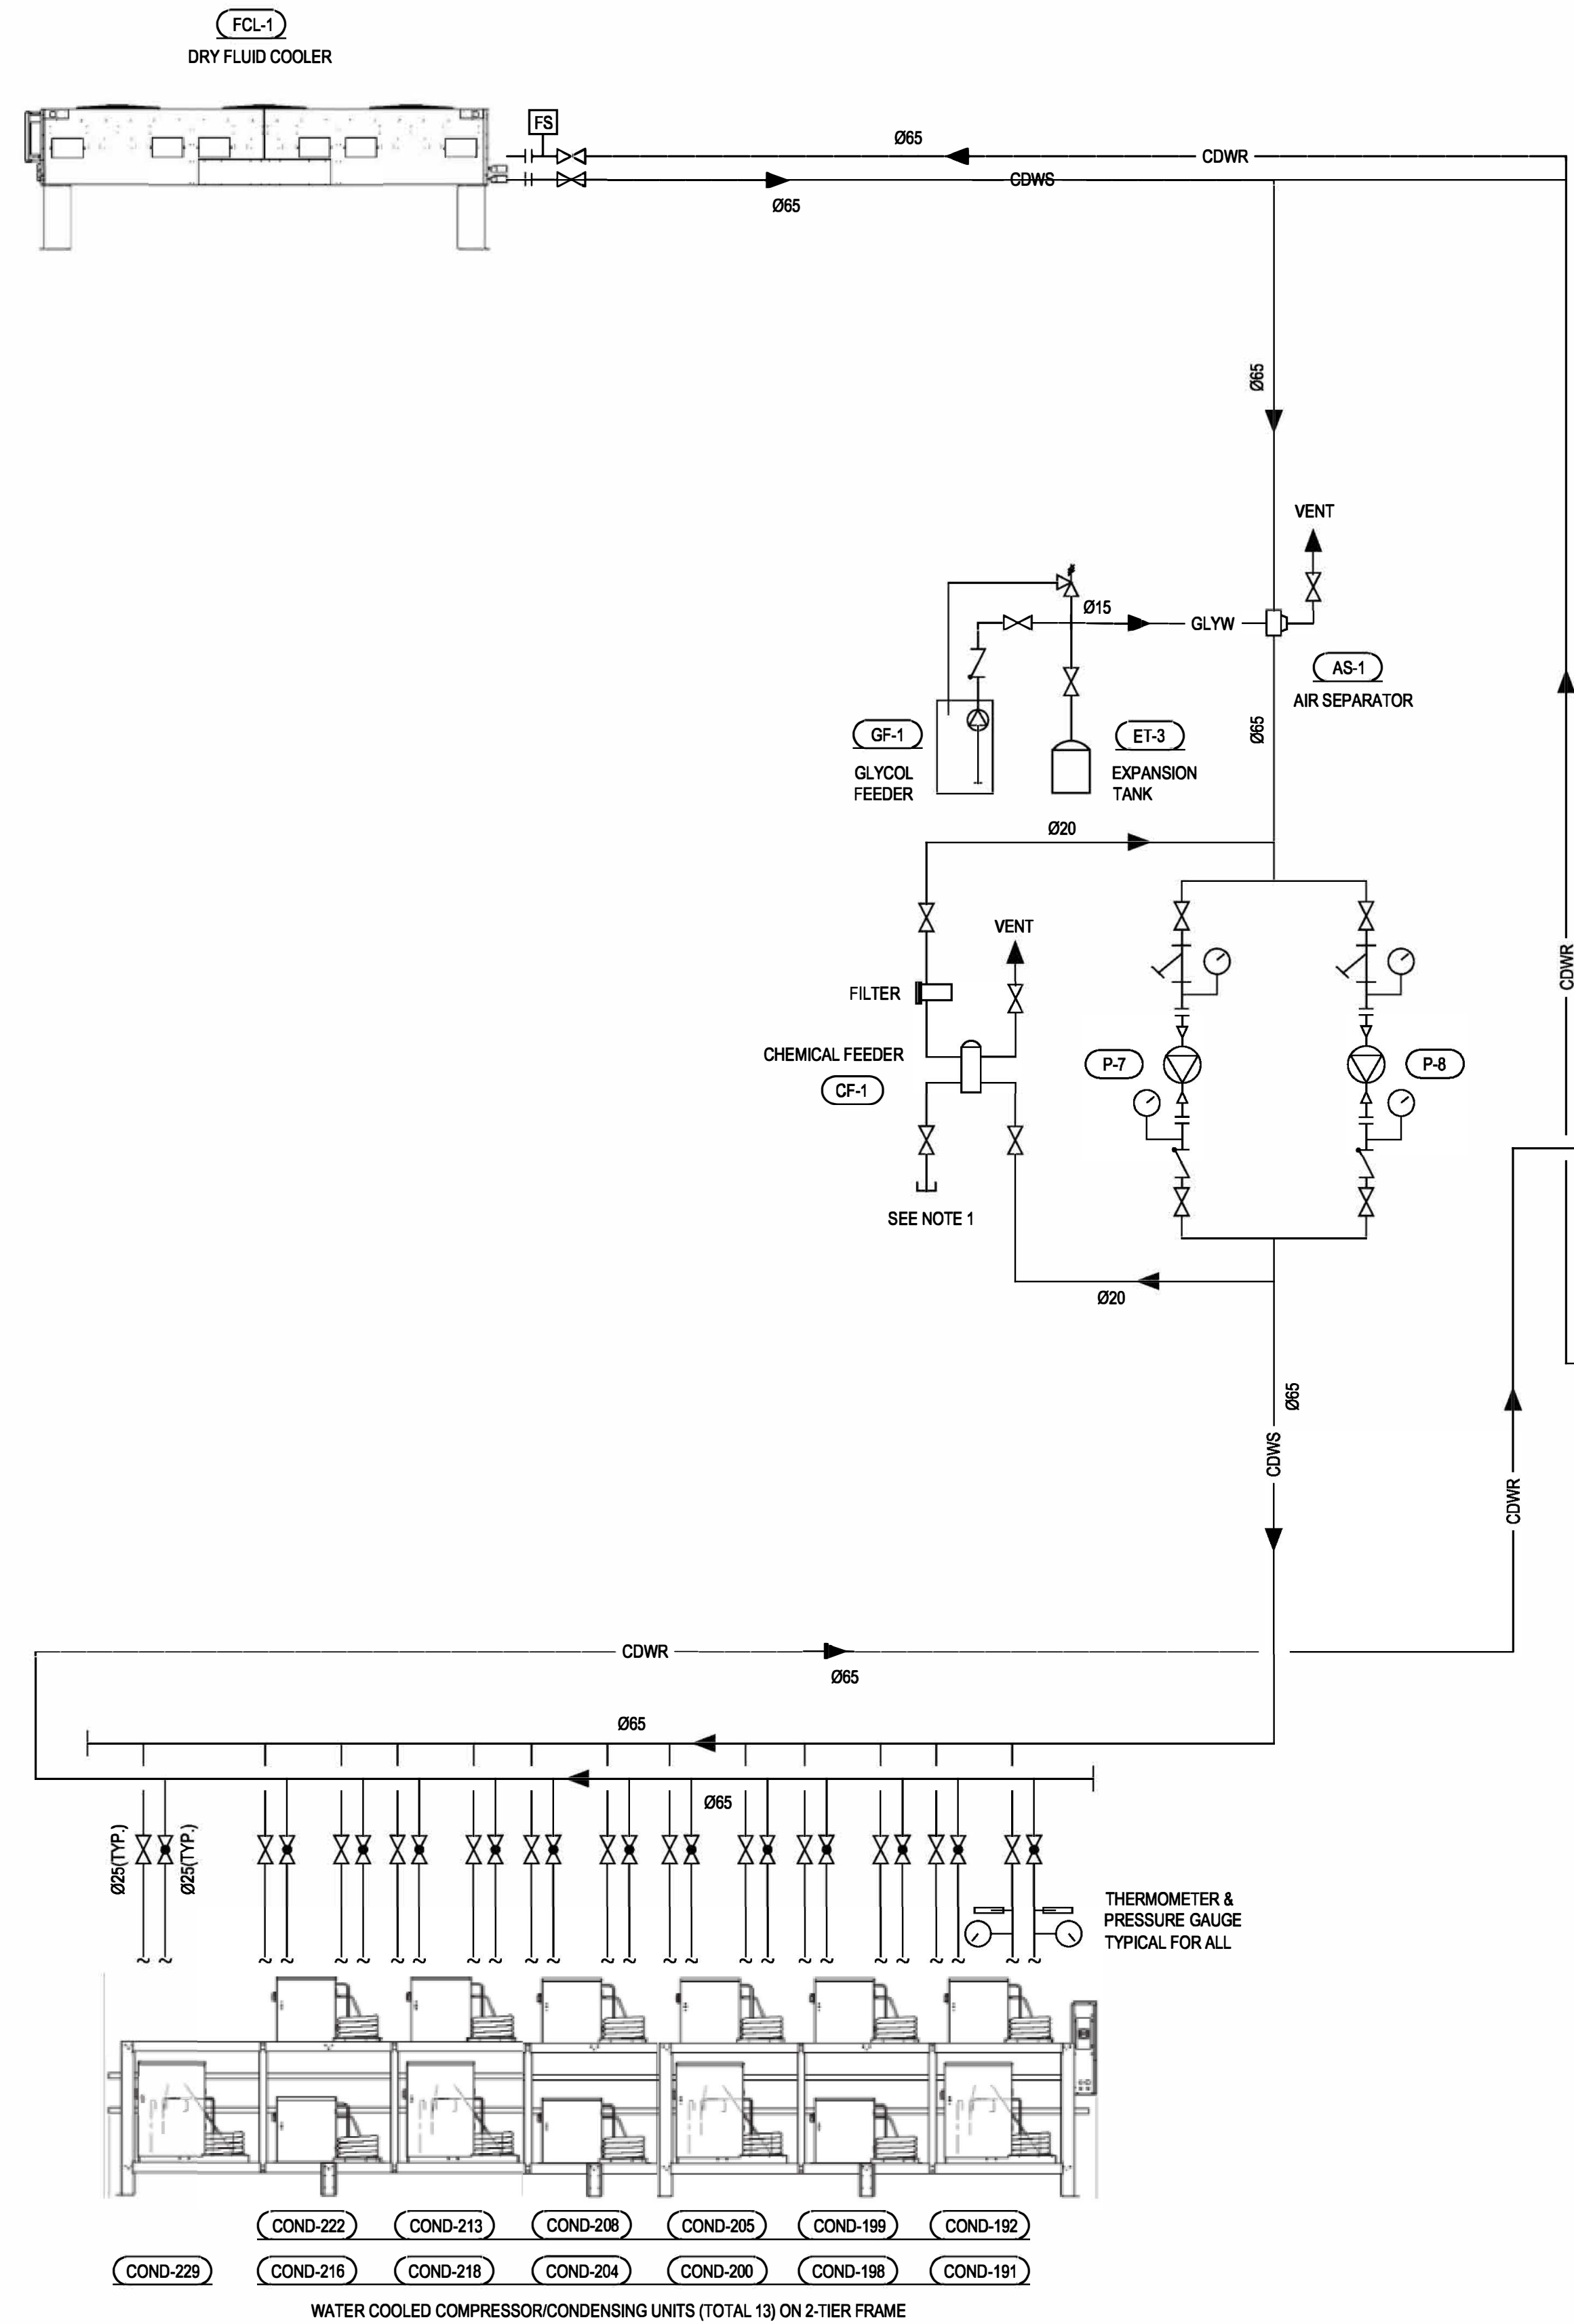 FCL-1
DRY FLUID COOLER
FS
Ø65
CDWR
CDWS
Ø65
Ø65
VENT
Ø15
GLYW
AS-1
AIR SEPARATOR
Ø65
GF-1
GLYCOL
FEEDER
ET-3
EXPANSION
TANK
Ø20
VENT
CDWR
FILTER
CHEMICAL FEEDER
CF-1
P-7
P-8
SEE NOTE 1
Ø20
Ø65
CDWS
CDWR
CDWR
Ø65
Ø65
Ø65
Ø25(TYP.)
Ø25(TYP.)
THERMOMETER &
PRESSURE GAUGE
TYPICAL FOR ALL
COND-222 COND-213 COND-208 COND-205 COND-199 COND-192
COND-229 COND-216 COND-218 COND-204 COND-200 COND-198 COND-191
WATER COOLED COMPRESSOR/CONDENSING UNITS (TOTAL 13) ON 2-TIER FRAME